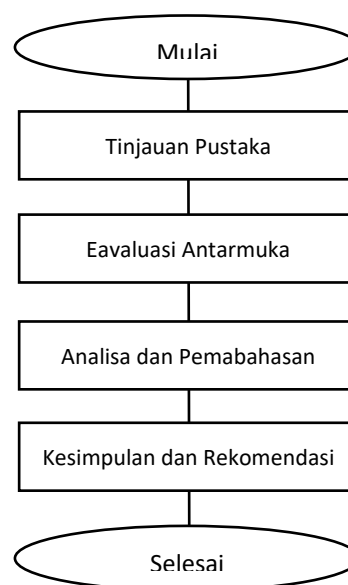 Mulai
Tinjauan Pustaka
Eavaluasi Antarmuka
Analisa dan Pemabahasan
Kesimpulan dan Rekomendasi
Selesai